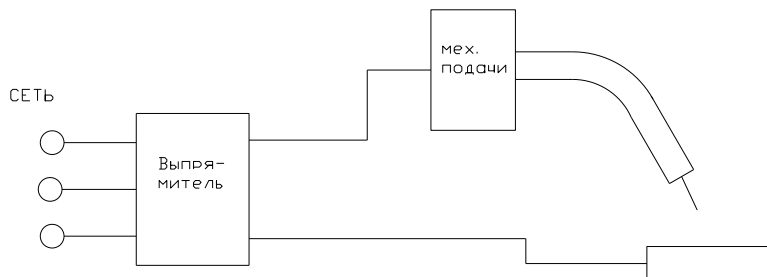 мех.
подачи
СЕТЬ
Выпря-
митель